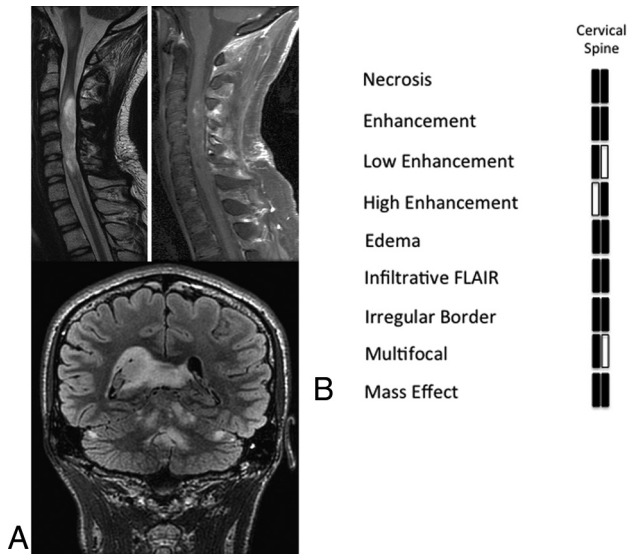 Cervical
Spine
Necrosis
Enhancement
Low Enhancement
High Enhancement
Edema
Infiltrative FLAIR
Irregular Border
Multifocal
Mass Effect
A
B